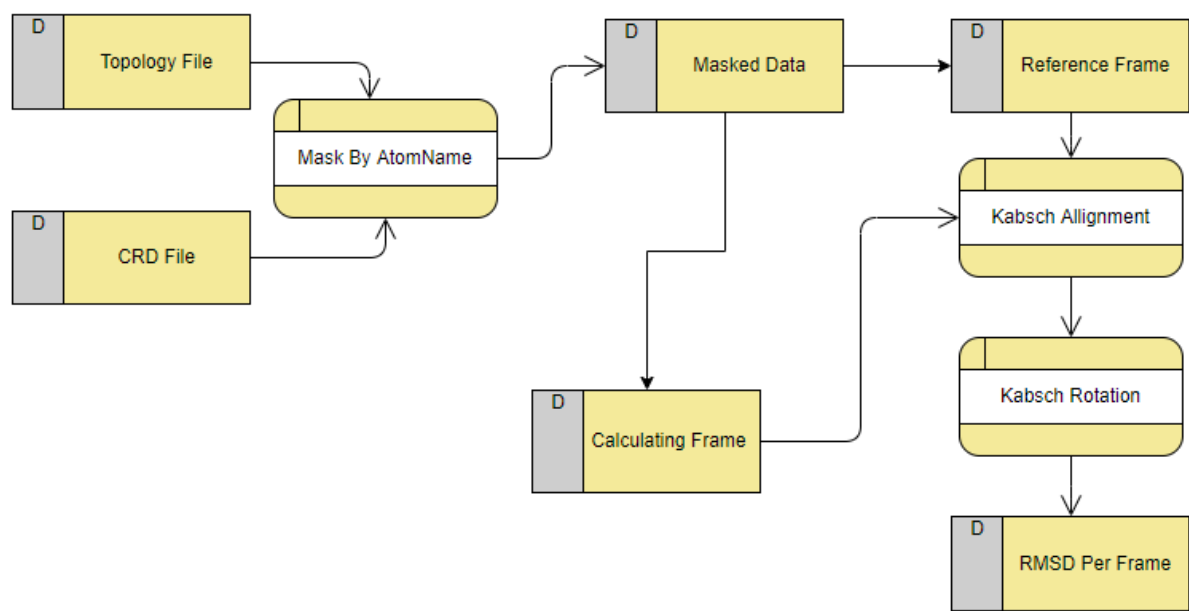 D
Topology File
D
CRD File
Mask By AtomName
D
Masked Data
D
Reference Frame
Kabsch Allignment
D
Calculating Frame
Kabsch Rotation
D
RMSD Per Frame